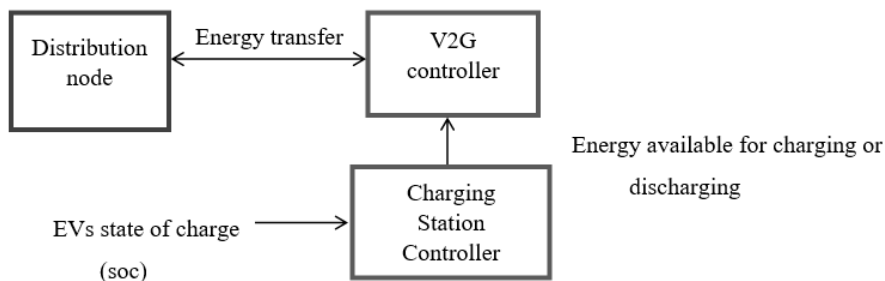 Distribution
node
Energy transfer
V2G
controller
Energy available for charging or
discharging
Charging
Station
Controller
EVs state of charge
(soc)